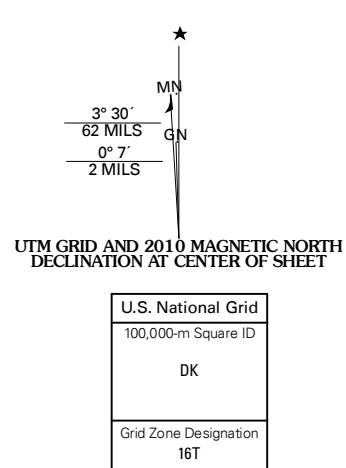 ★
MN
3° 30´
62 MILS
GN
0° 7´
2 MILS
UTM GRID AND 2010 MAGNETIC NORTH
DECLINATION AT CENTER OF SHEET
U.S. National Grid
100,000-m Square ID
DK
Grid Zone Designation
16T